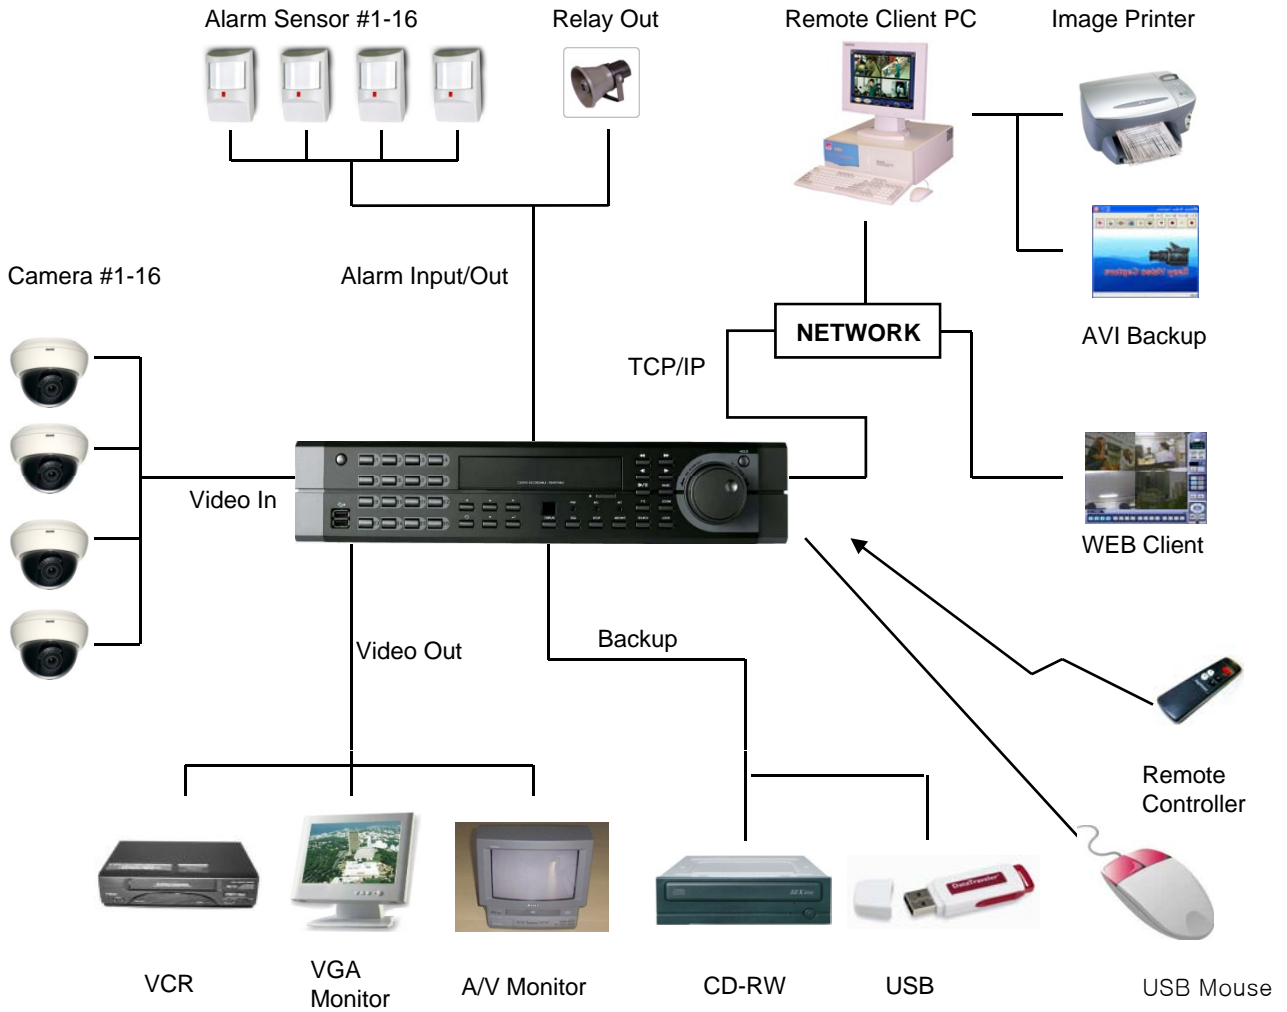 Alarm Sensor #1-16
Relay Out
Remote Client PC
Image Printer
Camera #1-16
Alarm Input/Out
NETWORK
AVI Backup
TCP/IP
Video In
WEB Client
Video Out
Backup
Remote
Controller
DataTraveler
VCR
VGA
Monitor
A/V Monitor
CD-RW
USB
USB Mouse